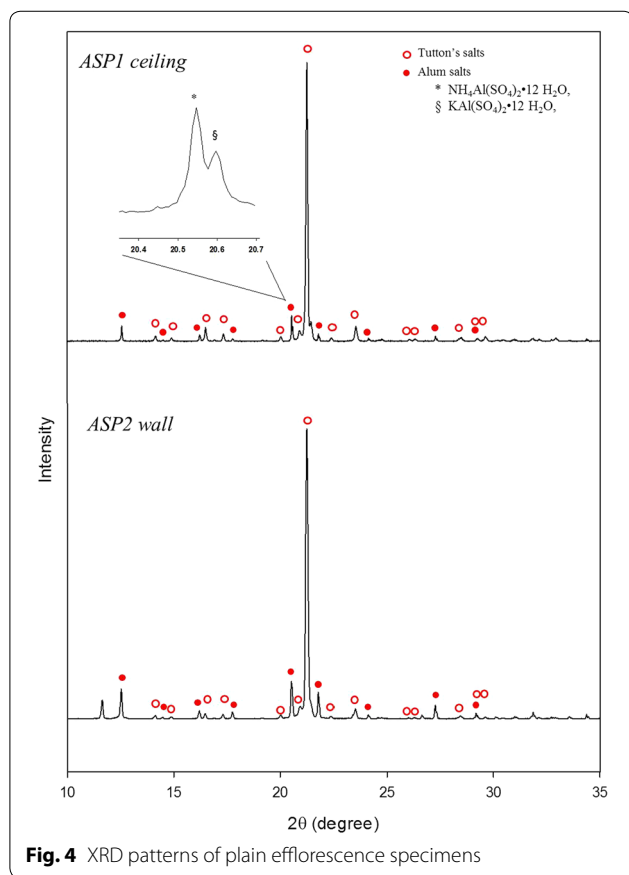 ASP1 ceiling
Tutton's salts
Alum salts
* NH₄Al(SO₄)₂•12 H₂O,
§ KAl(SO₄)₂•12 H₂O,
*
§
20.4 20.5 20.6 20.7
ASP2 wall
Intensity
10 15 20 25 30 35
2θ (degree)
Fig. 4 XRD patterns of plain efflorescence specimens